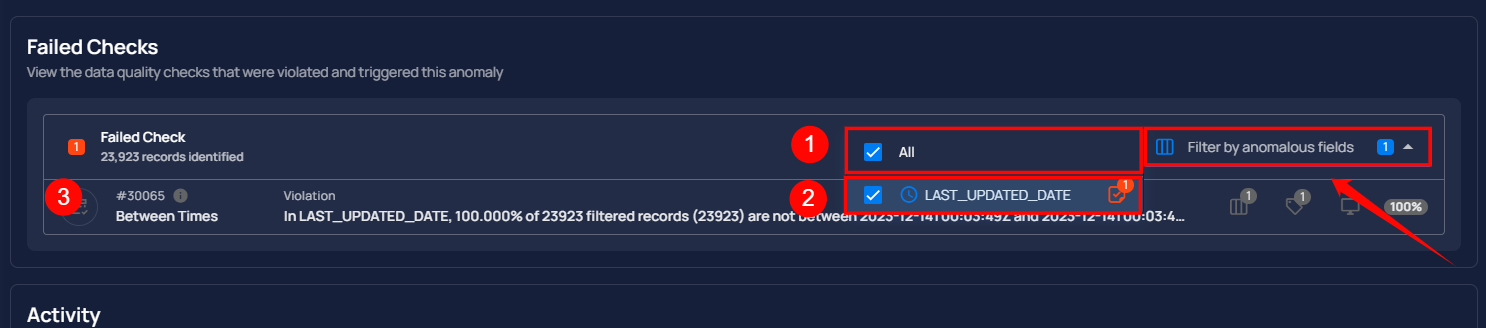 Failed Checks
View the data quality checks that were violated and triggered this anomaly
1
Failed Check
23,923 records identified
1
All
Filter by anomalous fields
1
3
#30065
Between Times
Violation
In LAST_UPDATED_DATE, 100.000% of 23923 filtered records (23923) are not between 2023-12-14T00:03:49Z and 2023-12-14T00:03:4...
2
LAST_UPDATED_DATE
1
1
1
100%
Activity